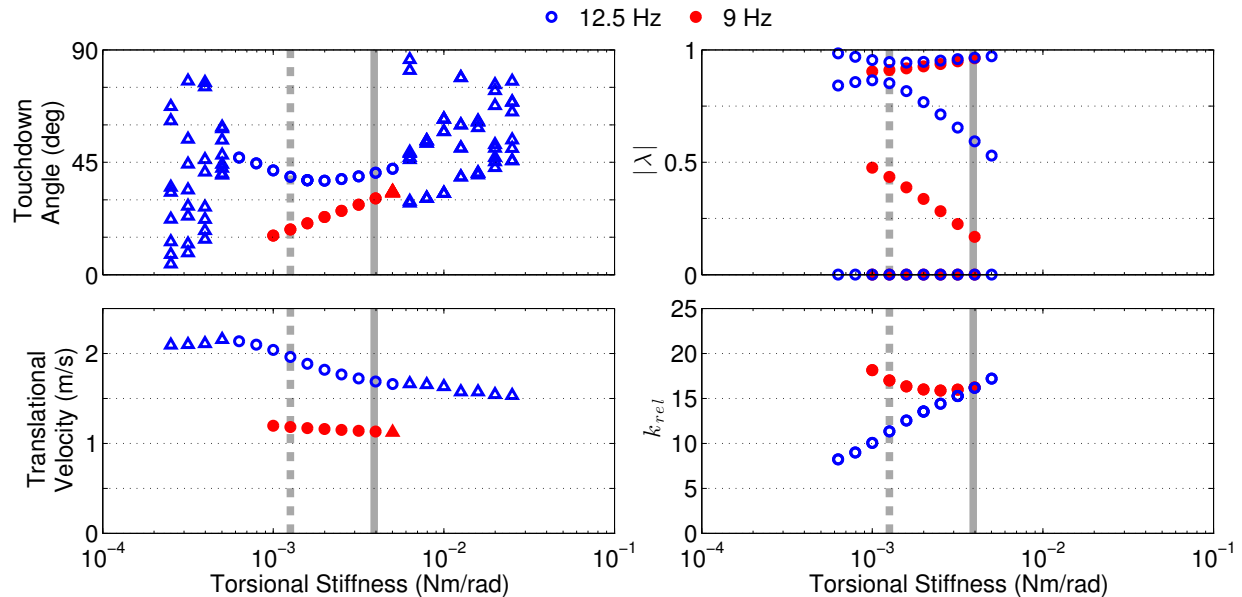 12.5 Hz 9 Hz
90
45
0
Touchdown
Angle (deg)
1
0.5
0
|λ|
2
1
0
Translational
Velocity (m/s)
10⁻⁴ 10⁻³ 10⁻² 10⁻¹
Torsional Stiffness (Nm/rad)
25
20
15
10
5
0
k_rel
10⁻⁴ 10⁻³ 10⁻² 10⁻¹
Torsional Stiffness (Nm/rad)